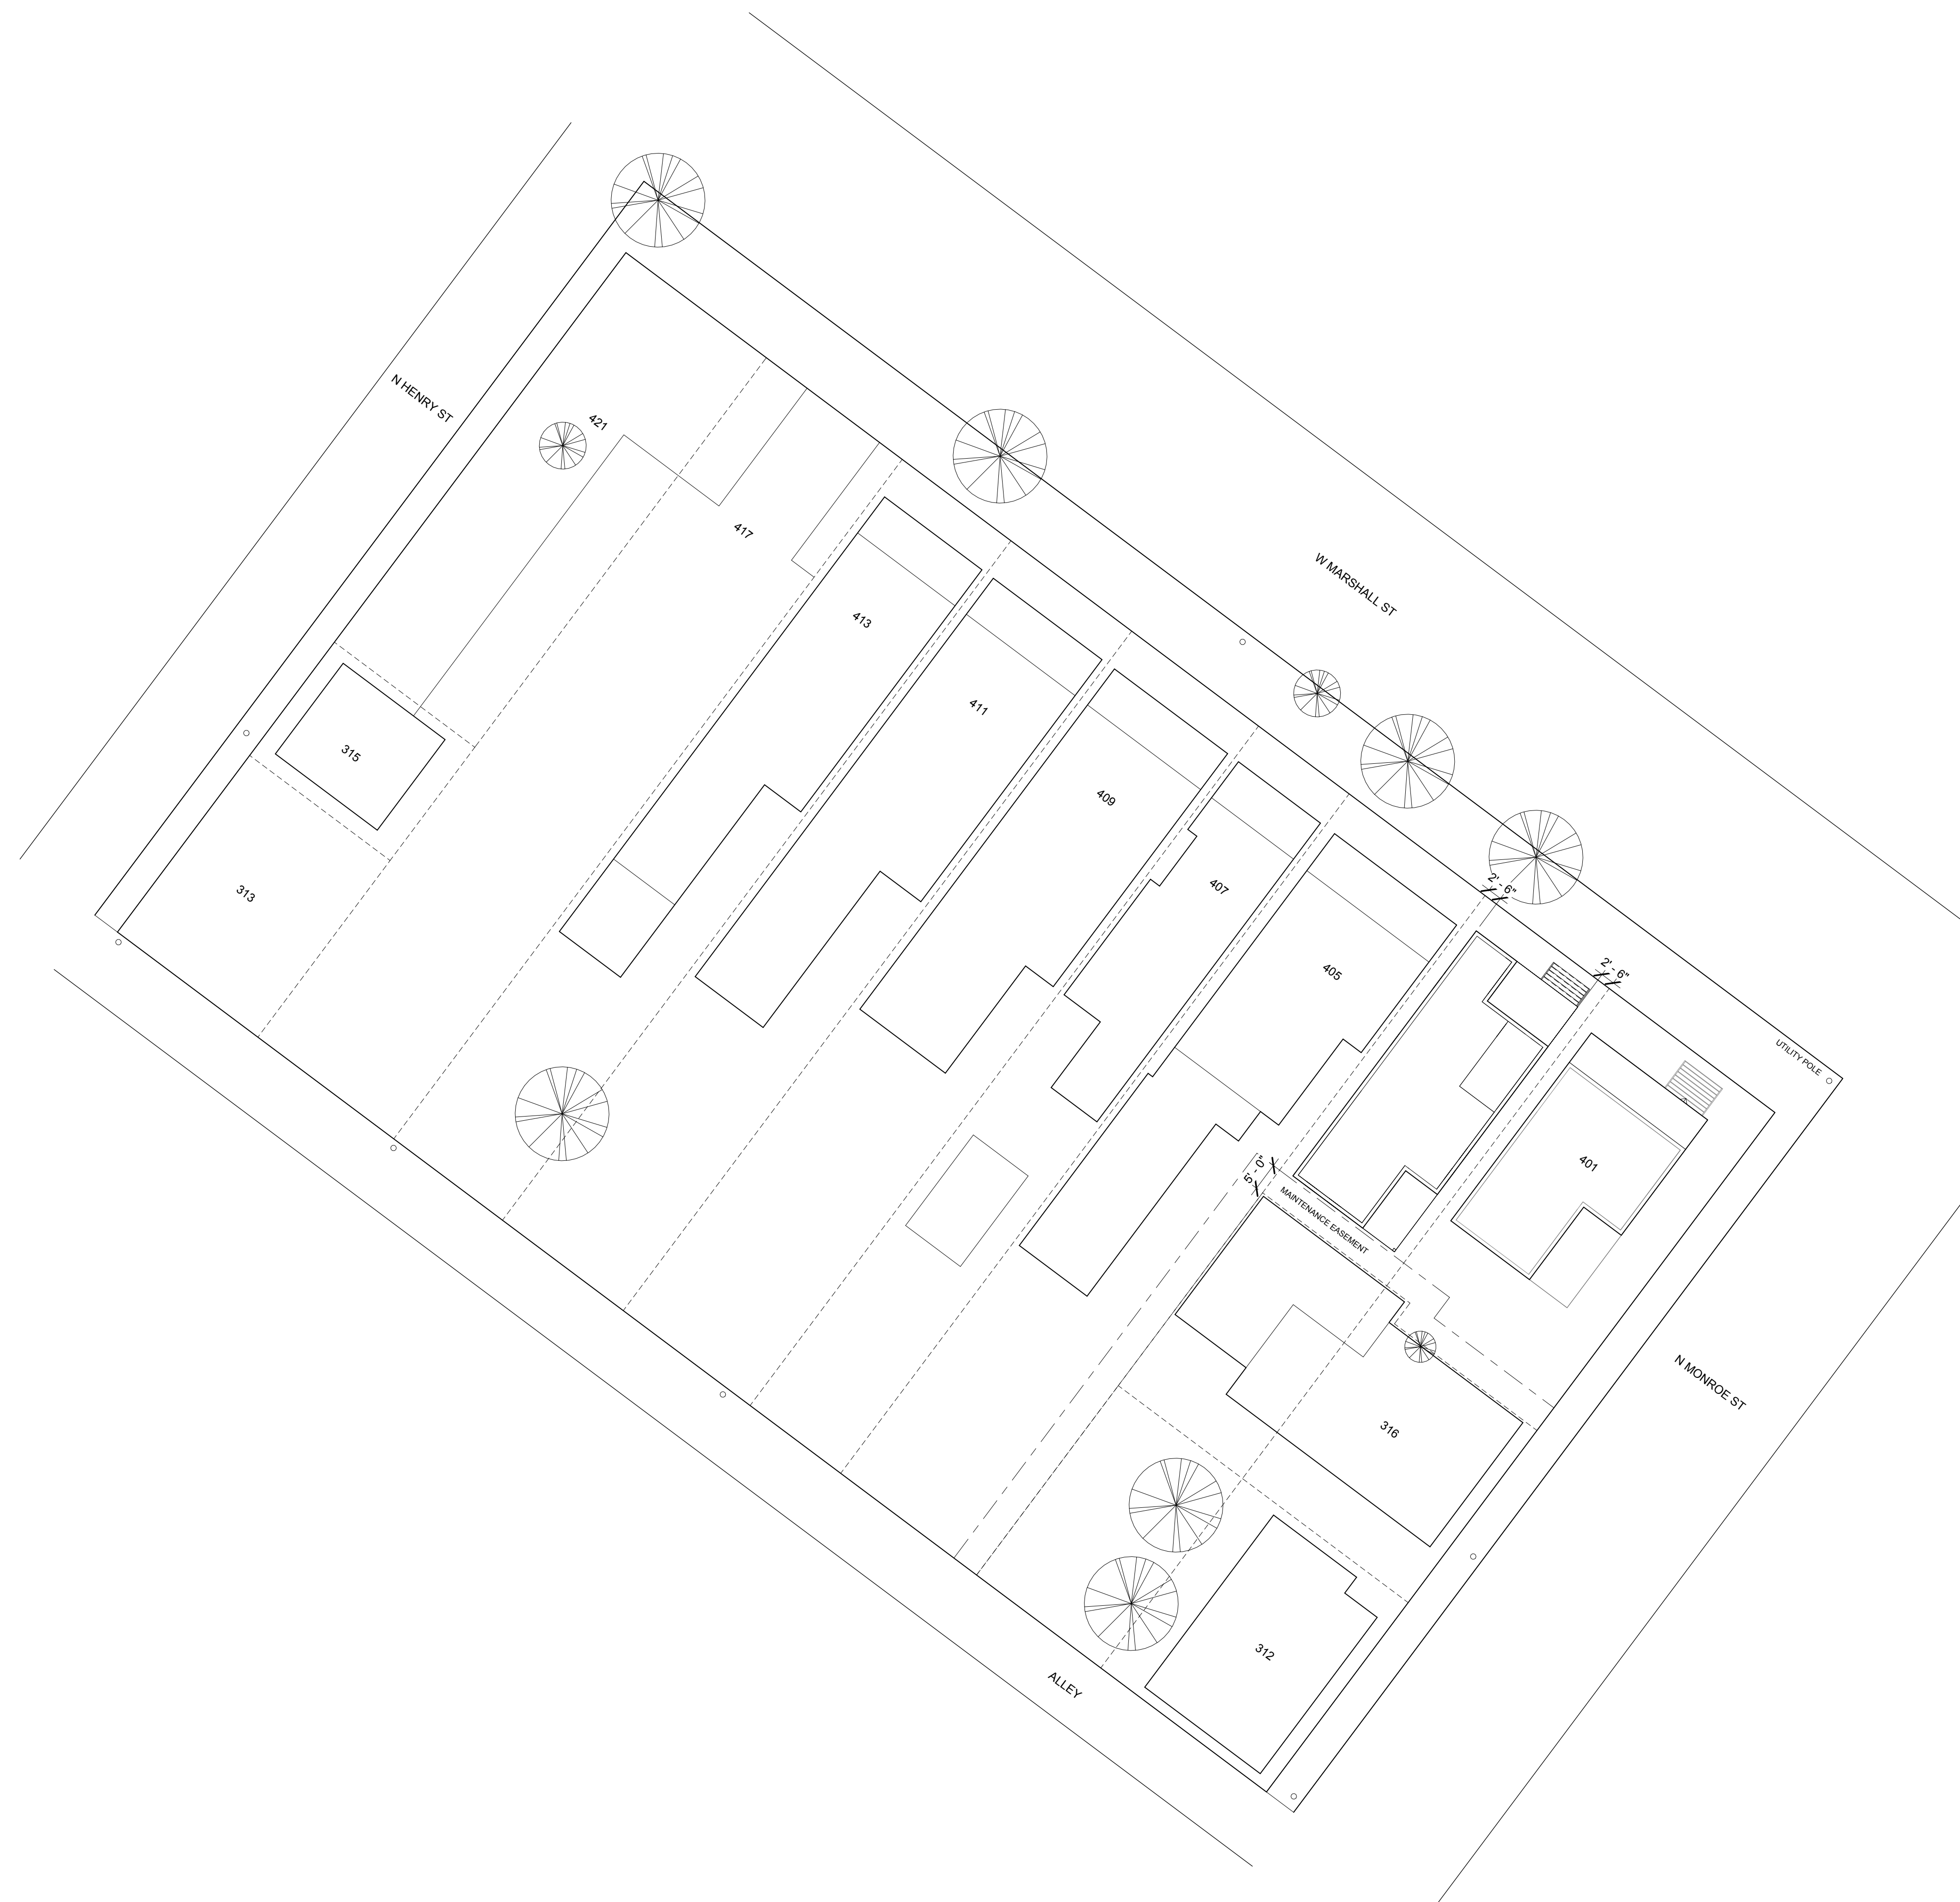 N HENRY ST
421
417
413
W MARSHALL ST
411
315
409
313
407
2' - 6"
405
2' - 6"
UTILITY POLE
401
5' - 0"
MAINTENANCE EASEMENT
N MONROE ST
316
312
ALLEY